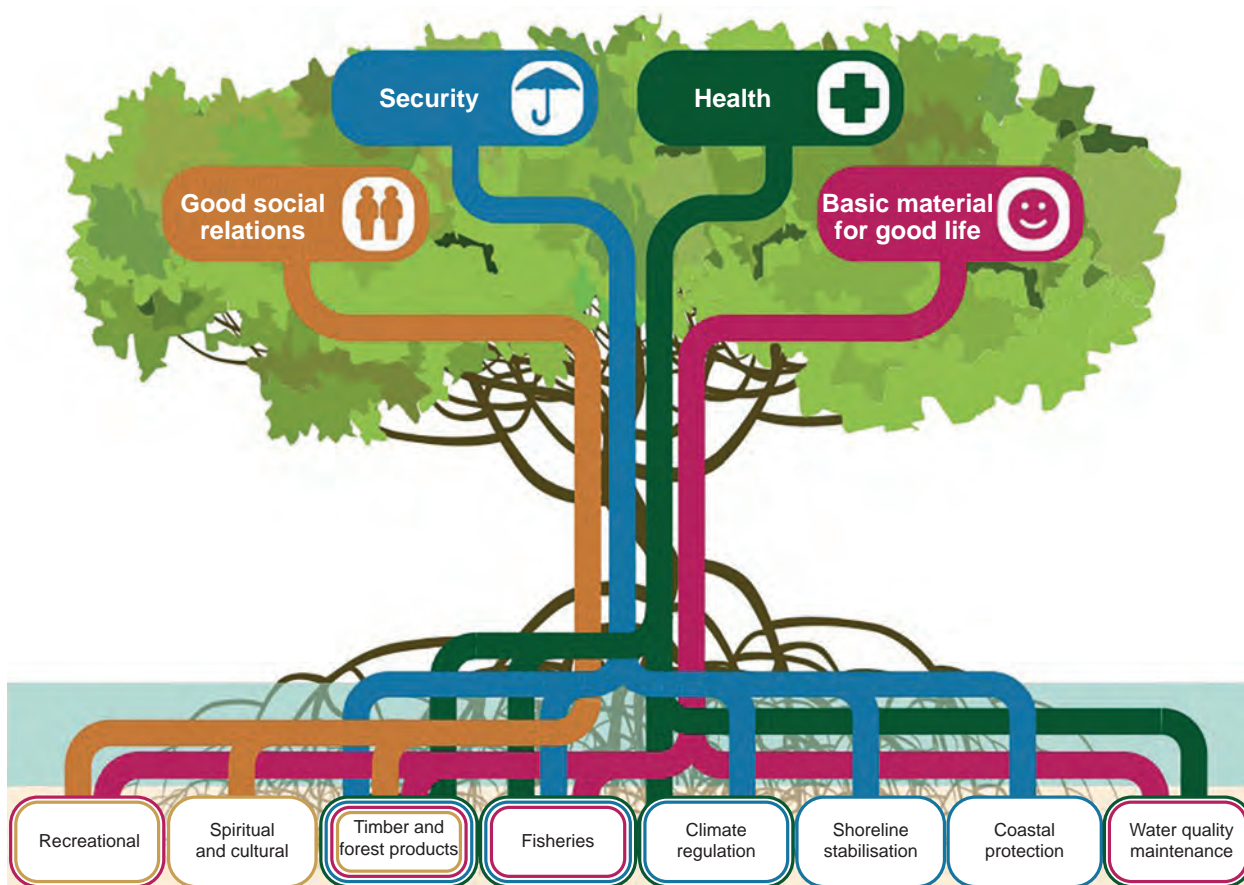 Security
Health
Good social
relations
Basic material
for good life
Recreational
Spiritual
and cultural
Timber and
forest products
Fisheries
Climate
regulation
Shoreline
stabilisation
Coastal
protection
Water quality
maintenance